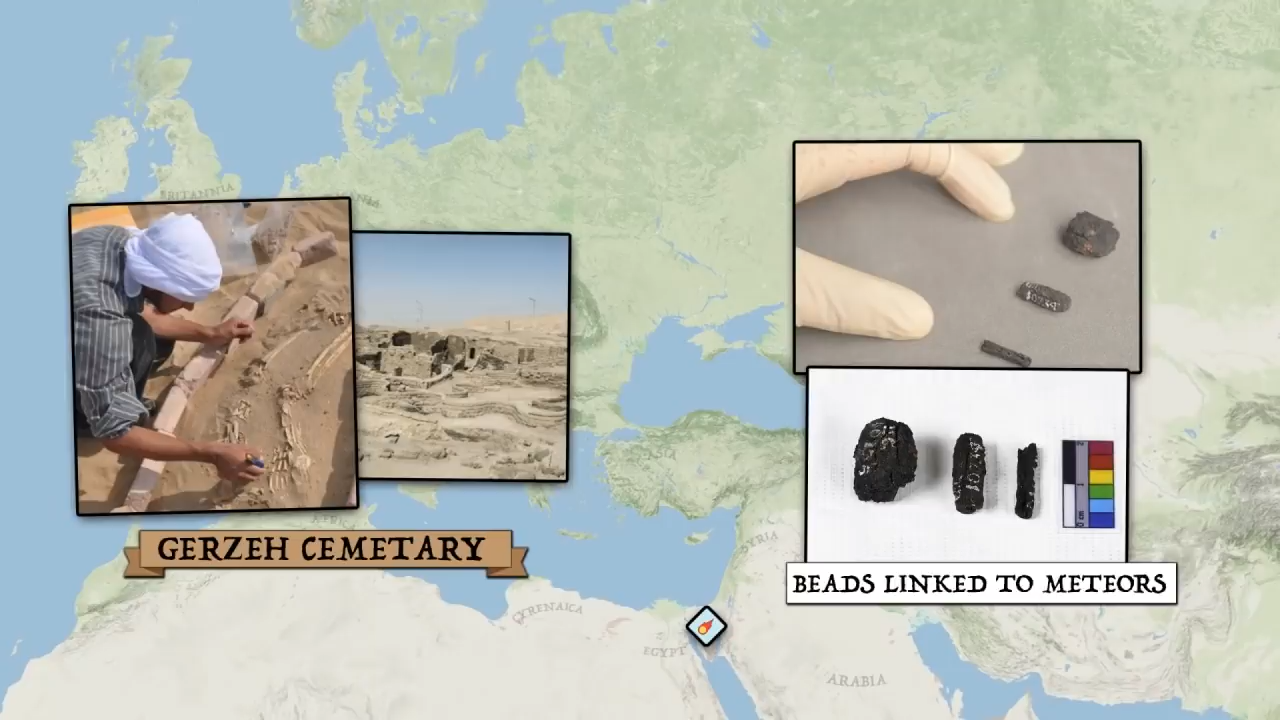 BRITANNIA
GERZEH CEMETARY
BEADS LINKED TO METEORS
SYRIA
CYRENAICA
EGYPT
ARABIA